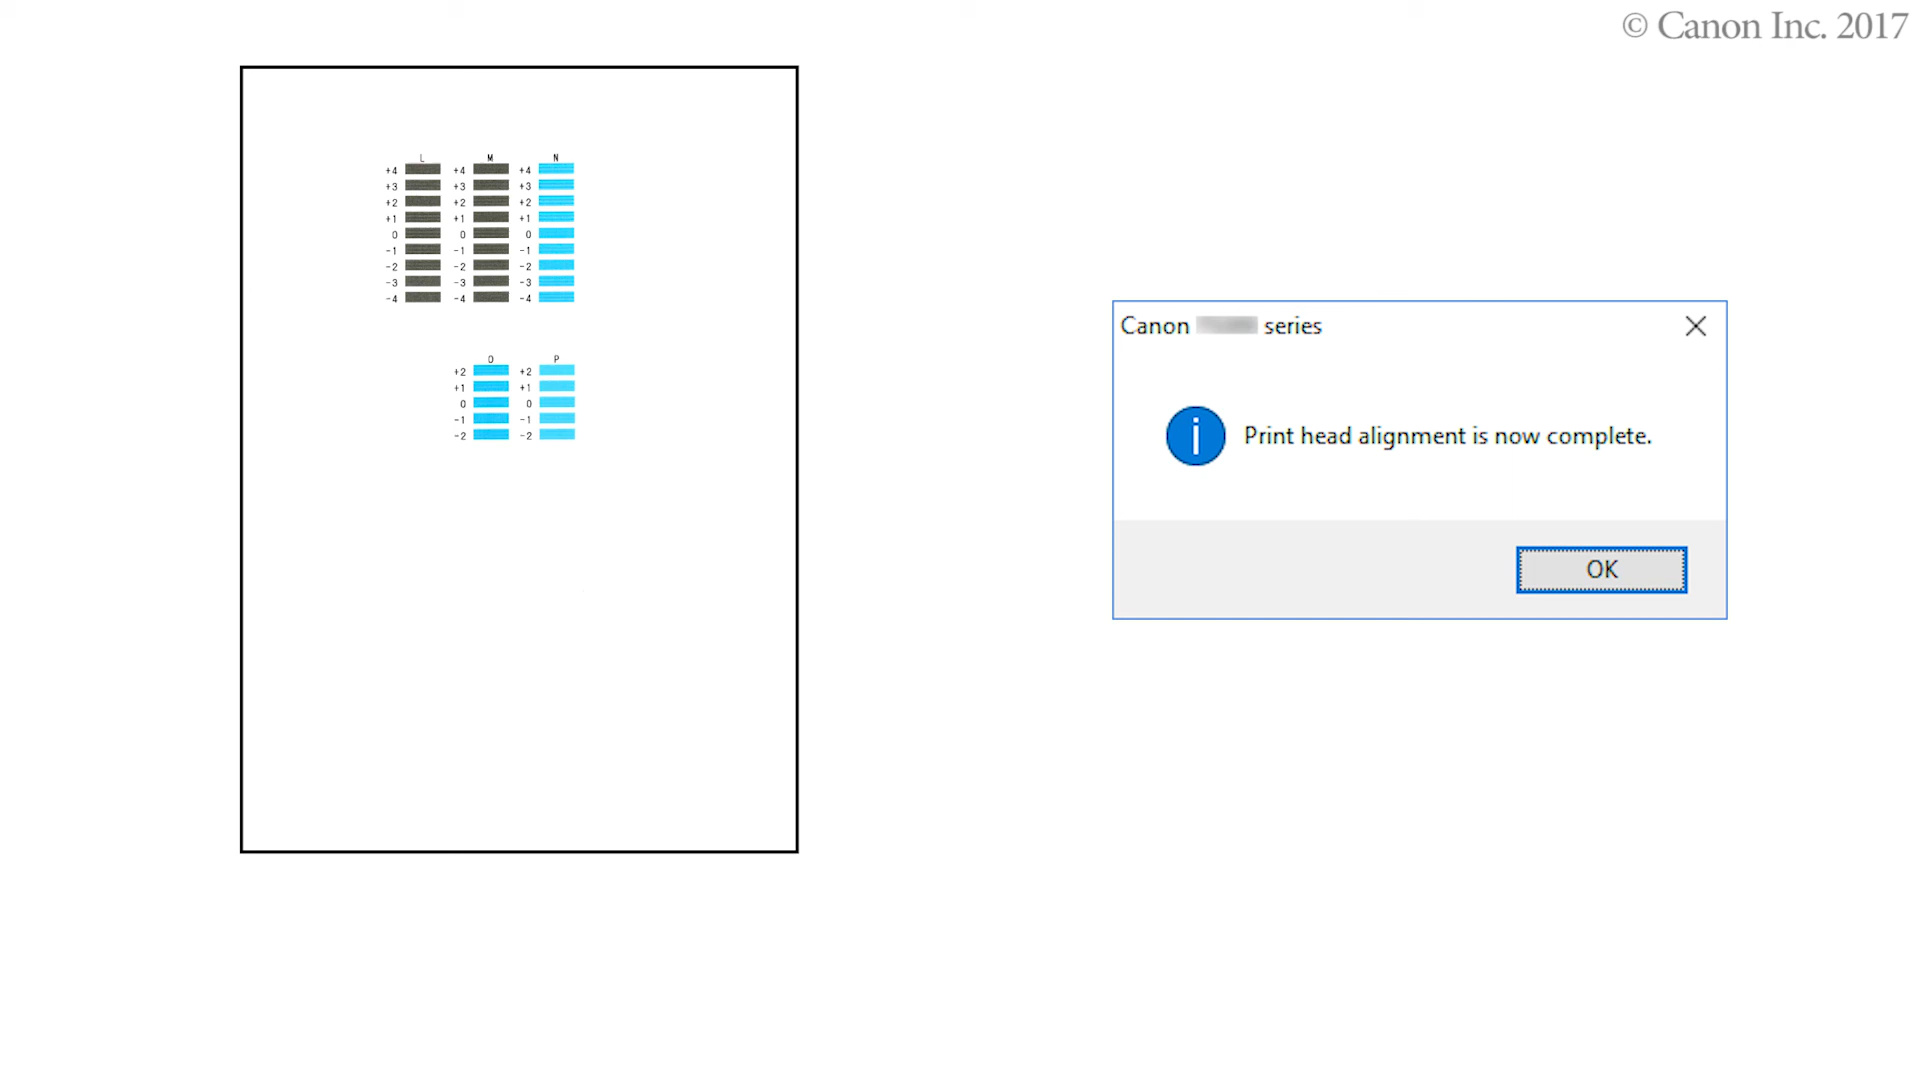 © Canon Inc. 2017
L M N
+4 +4 +4
+3 +3 +3
+2 +2 +2
+1 +1 +1
0 0 0
-1 -1 -1
-2 -2 -2
-3 -3 -3
-4 -4 -4
O P
+2 +2
+1 +1
0 0
-1 -1
-2 -2
Canon series
Print head alignment is now complete.
OK